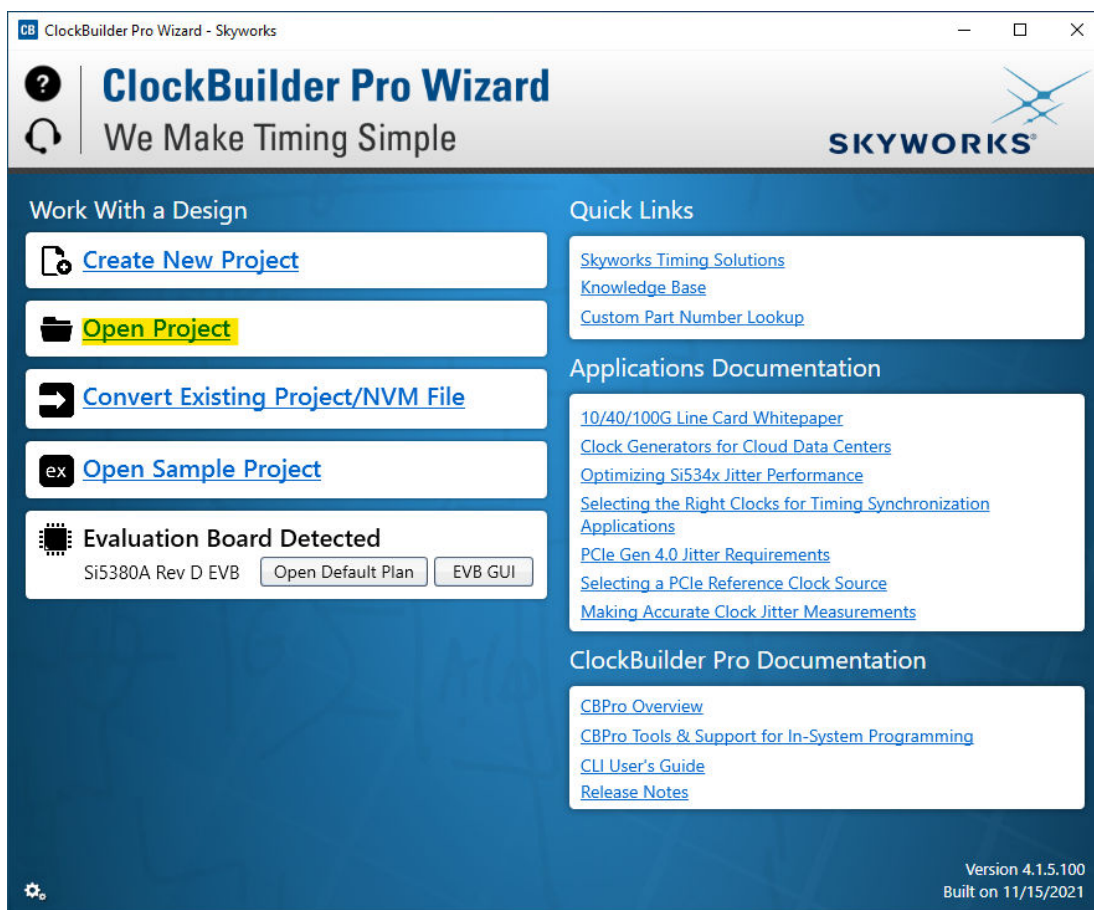 CB ClockBuilder Pro Wizard - Skyworks
?
ClockBuilder Pro Wizard
We Make Timing Simple
SKYWORKS®
Work With a Design
Create New Project
Open Project
Convert Existing Project/NVM File
ex Open Sample Project
Evaluation Board Detected
Si5380A Rev D EVB Open Default Plan EVB GUI
Quick Links
Skyworks Timing Solutions
Knowledge Base
Custom Part Number Lookup
Applications Documentation
10/40/100G Line Card Whitepaper
Clock Generators for Cloud Data Centers
Optimizing Si534x Jitter Performance
Selecting the Right Clocks for Timing Synchronization
Applications
PCIe Gen 4.0 Jitter Requirements
Selecting a PCIe Reference Clock Source
Making Accurate Clock Jitter Measurements
ClockBuilder Pro Documentation
CBPro Overview
CBPro Tools & Support for In-System Programming
CLI User's Guide
Release Notes
Version 4.1.5.100
Built on 11/15/2021